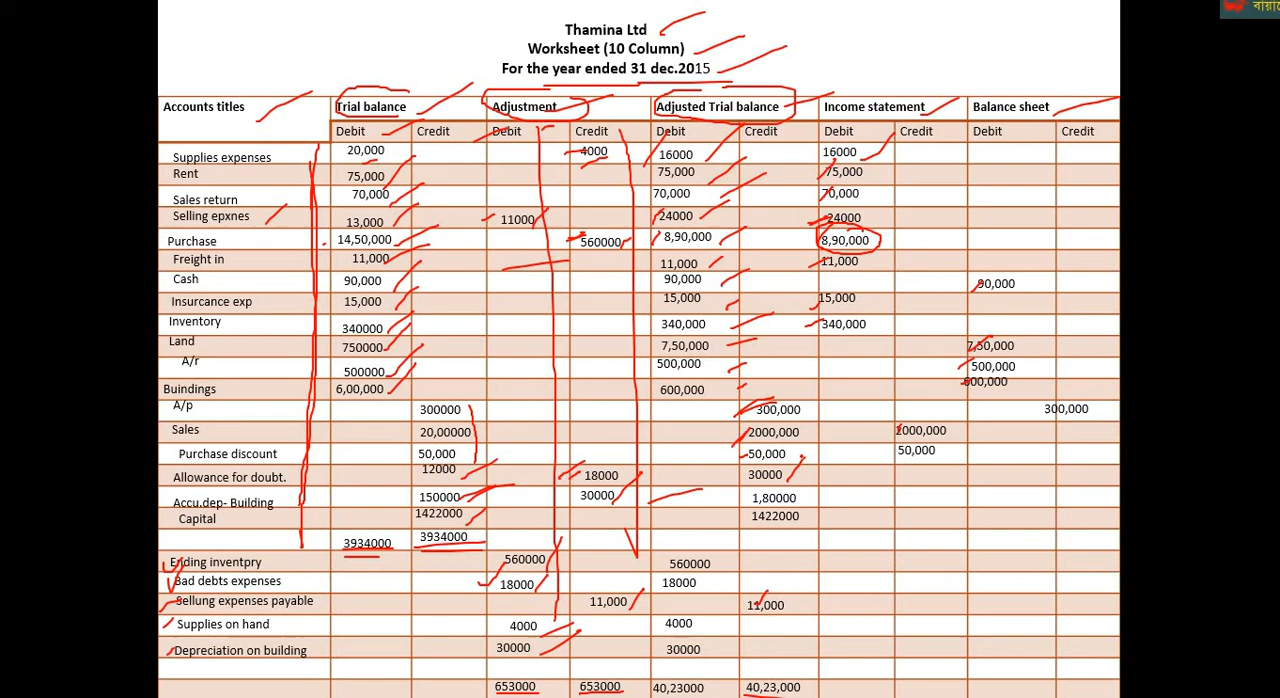 বায়োে
Thamina Ltd
Worksheet (10 Column)
For the year ended 31 dec.2015
Accounts titles Trial balance Adjustment Adjusted Trial balance Income statement Balance sheet
Debit Credit Debit Credit Debit Credit Debit Credit Debit Credit
Supplies expenses 20,000 4000 16000 16000
Rent 75,000 75,000 75,000
Sales return 70,000 70,000 70,000
Selling epxnes 13,000 11000 24000 24000
Purchase 14,50,000 560000 8,90,000 8,90,000
Freight in 11,000 11,000 11,000
Cash 90,000 90,000 90,000
Insurcance exp 15,000 15,000 15,000
Inventory 340000 340,000 340,000
Land 750000 7,50,000 7,50,000
A/r 500000 500,000 500,000
Buindings 6,00,000 600,000 600,000
A/p 300000 300,000 300,000
Sales 20,00000 2000,000 2000,000
Purchase discount 50,000 50,000 50,000
Allowance for doubt. 12000 18000 30000
Accu.dep- Building 150000 30000 1,80000
Capital 1422000 1422000
3934000 3934000
Ending inventpry 560000 560000
Bad debts expenses 18000 18000
Sellung expenses payable 11,000 11,000
Supplies on hand 4000 4000
Depreciation on building 30000 30000
653000 653000 40,23000 40,23,000